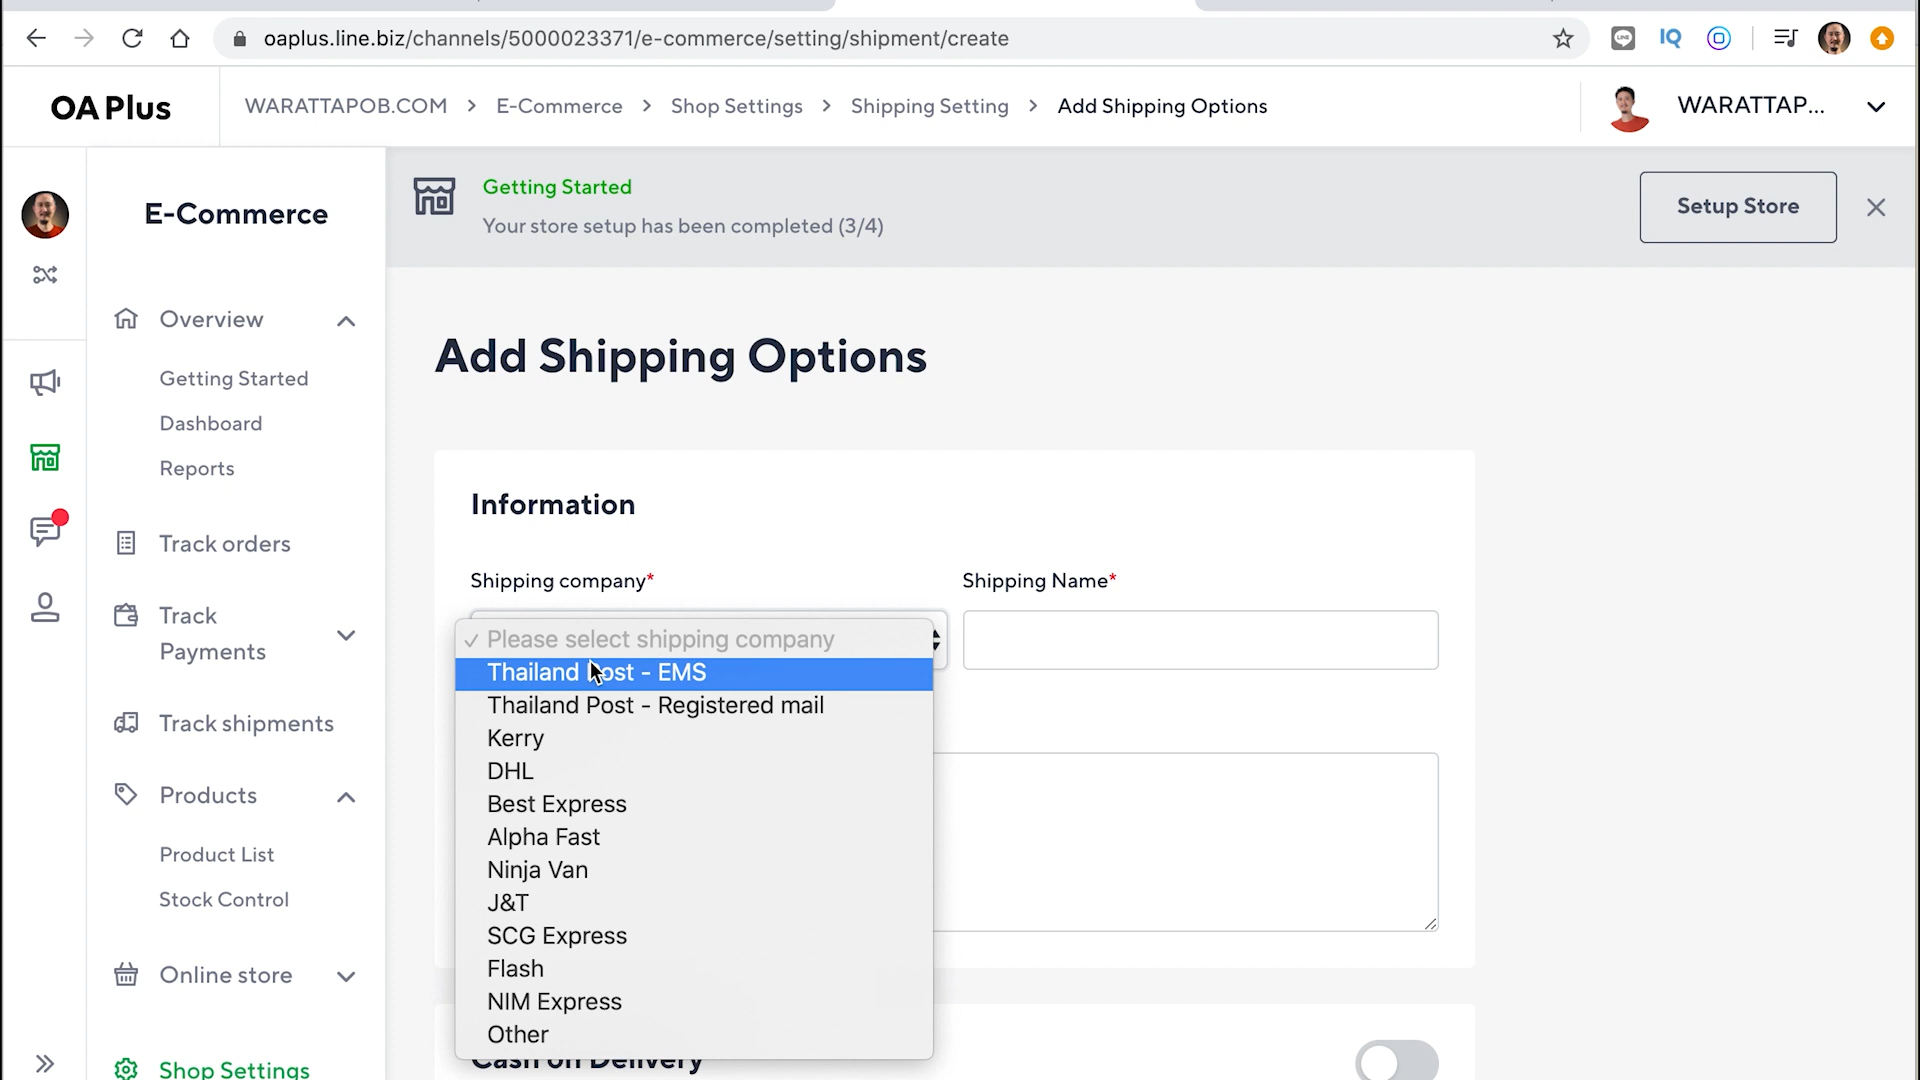 oaplus.line.biz/channels/5000023371/e-commerce/setting/shipment/create
IQ
OA Plus
WARATTAPOB.COM > E-Commerce > Shop Settings > Shipping Setting > Add Shipping Options
WARATTAP...
E-Commerce
Getting Started
Your store setup has been completed (3/4)
Setup Store
Overview
Getting Started
Dashboard
Reports
Track orders
Track
Payments
Track shipments
Products
Product List
Stock Control
Online store
Shop Settings
Add Shipping Options
Information
Shipping company*
Shipping Name*
✓ Please select shipping company
Thailand Post - EMS
Thailand Post - Registered mail
Kerry
DHL
Best Express
Alpha Fast
Ninja Van
J&T
SCG Express
Flash
NIM Express
Other
Cash on Delivery